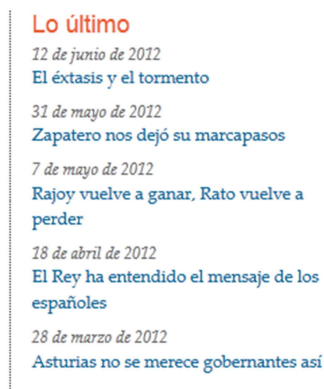 Lo último
12 de junio de 2012
El éxtasis y el tormento
31 de mayo de 2012
Zapatero nos dejó su marcapasos
7 de mayo de 2012
Rajoy vuelve a ganar, Rato vuelve a
perder
18 de abril de 2012
El Rey ha entendido el mensaje de los
españoles
28 de marzo de 2012
Asturias no se merece gobernantes así